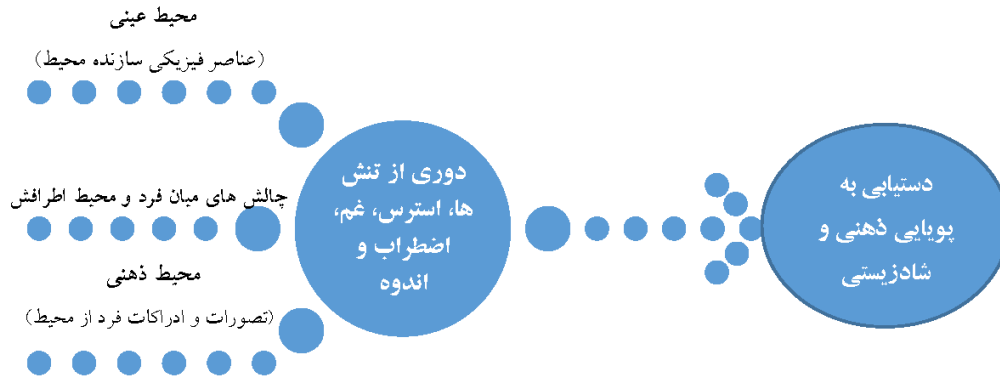 محیط عینی
(عناصر فیزیکی سازنده محیط)
چالش های میان فرد و محیط اطرافش
محیط ذهنی
(تصورات و ادراکات فرد از محیط)
دوری از تنش
ها، استرس، غم،
اضطراب و
اندوه
دستیابی به
پویایی ذهنی و
شادزیستی